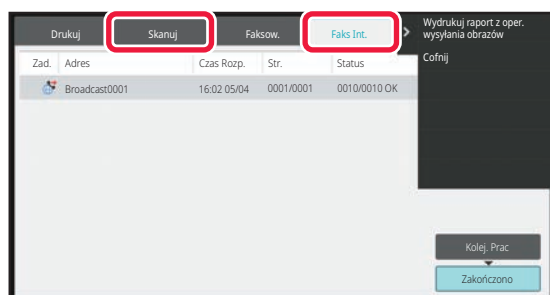 Drukuj Skanuj Faksow. Faks Int.
Zad. Adres Czas Rozp. Str. Status
Broadcast0001 16:02 05/04 0001/0001 0010/0010 OK
Wydrukuj raport z oper.
wysyłania obrazów
Cofnij
Kolej. Prac
Zakończono